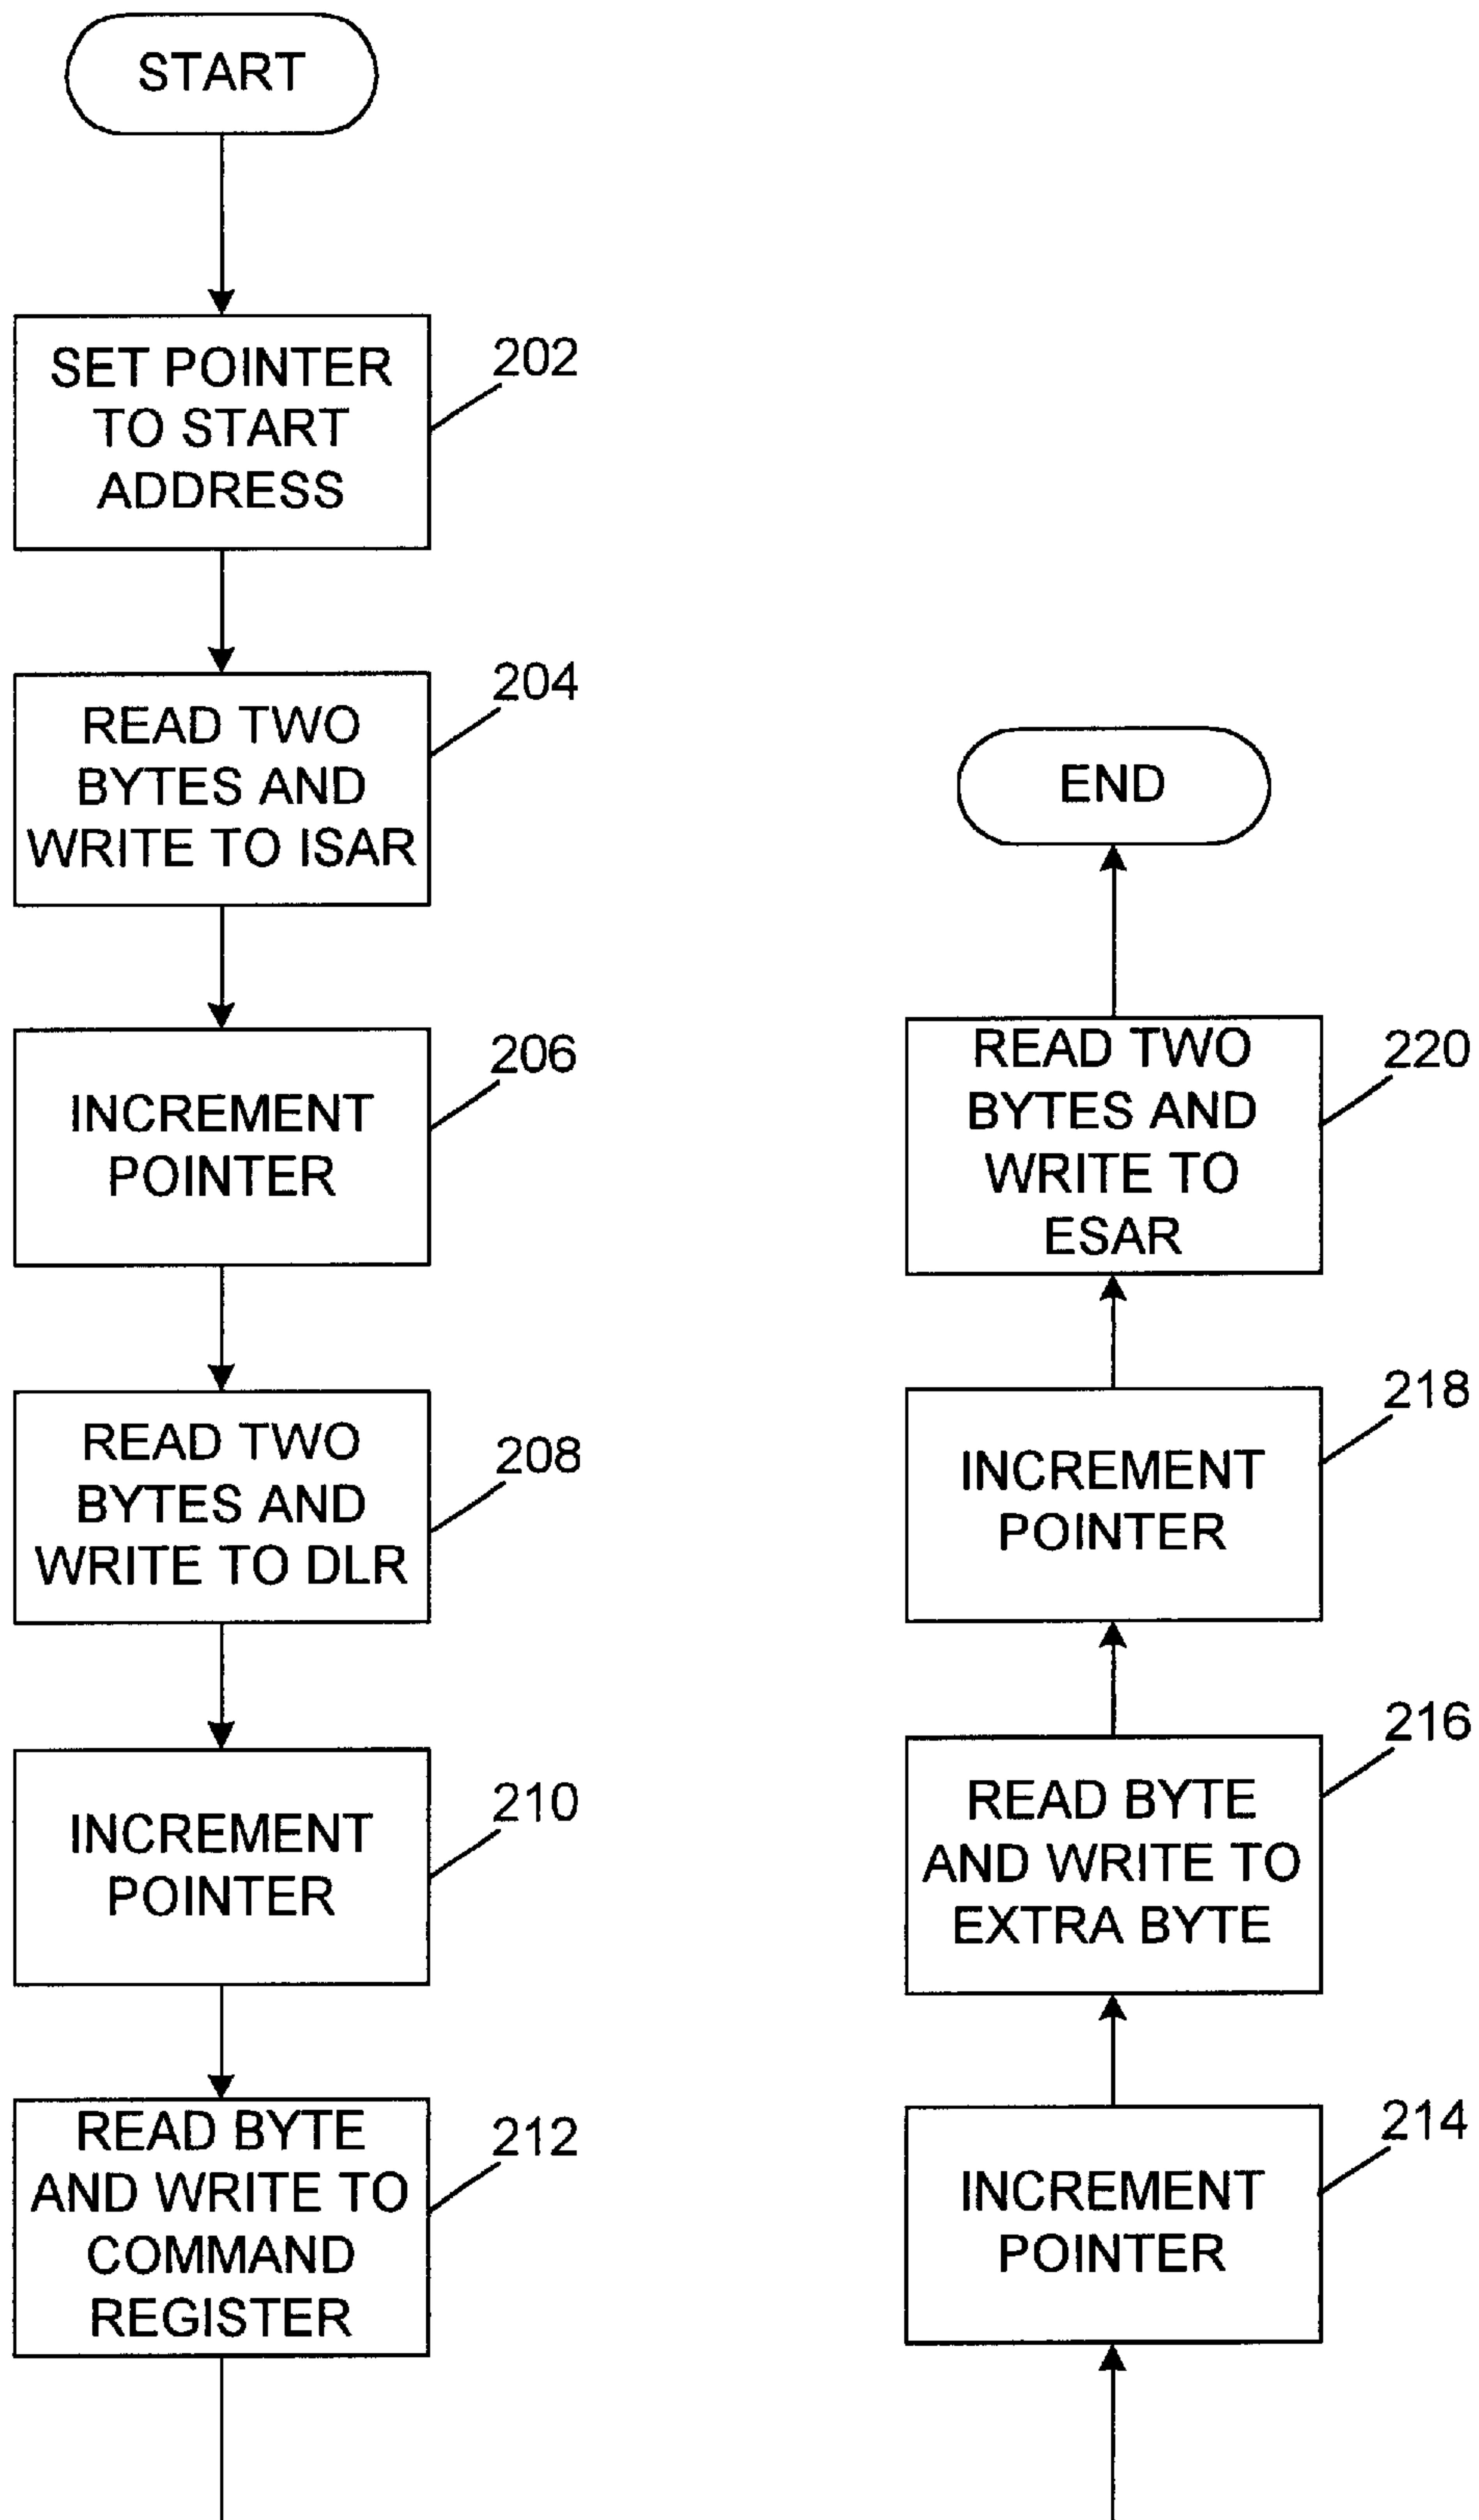 START
SET POINTER
TO START
ADDRESS
202
READ TWO
BYTES AND
WRITE TO ISAR
204
INCREMENT
POINTER
206
READ TWO
BYTES AND
WRITE TO DLR
208
INCREMENT
POINTER
210
READ BYTE
AND WRITE TO
COMMAND
REGISTER
212
END
READ TWO
BYTES AND
WRITE TO
ESAR
220
INCREMENT
POINTER
218
READ BYTE
AND WRITE TO
EXTRA BYTE
216
INCREMENT
POINTER
214